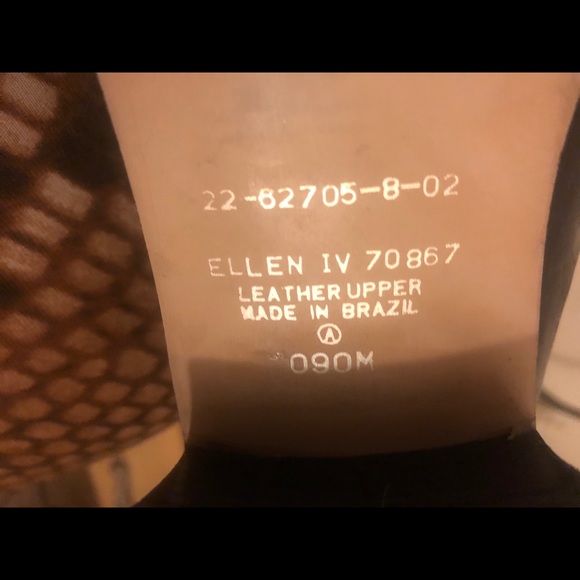 22-62705-8-02
ELLEN IV 70867
LEATHER UPPER
MADE IN BRAZIL
Ⓐ
090M